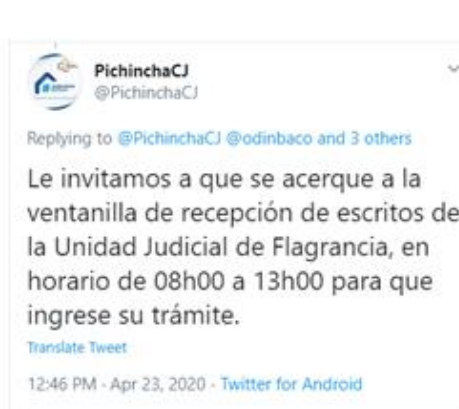 PichinchaCJ
@PichinchaCJ
Replying to @PichinchaCJ @odinbaco and 3 others
Le invitamos a que se acerque a la
ventanilla de recepción de escritos de
la Unidad Judicial de Flagrancia, en
horario de 08h00 a 13h00 para que
ingrese su trámite.
Translate Tweet
12:46 PM · Apr 23, 2020 · Twitter for Android